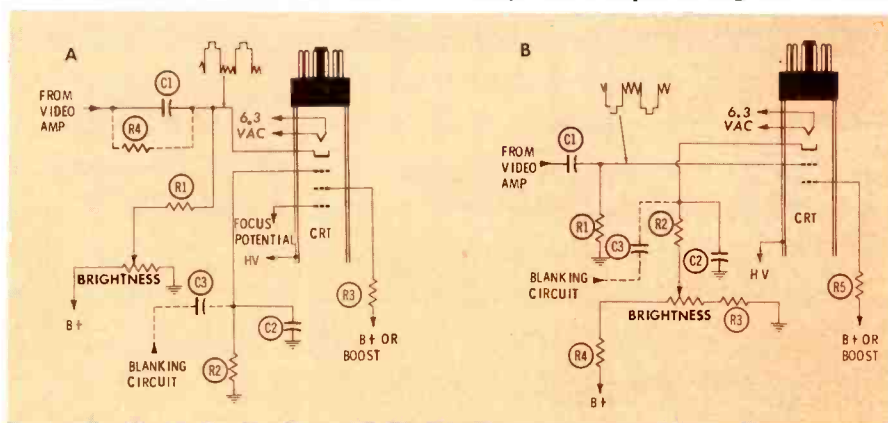 A
C1
FROM
VIDEO
AMP
R4
6.3
VAC
R1
FOCUS
POTENTIAL
CRT
HV
BRIGHTNESS
C3
R3
B+
C2
B+ OR
BOOST
BLANKING
CIRCUIT
R2
B
6.3
VAC
C1
FROM
VIDEO
AMP
CRT
R1
R2
C3
C2
HV
BLANKING
CIRCUIT
R5
BRIGHTNESS
R3
B+ OR
BOOST
R4
B+